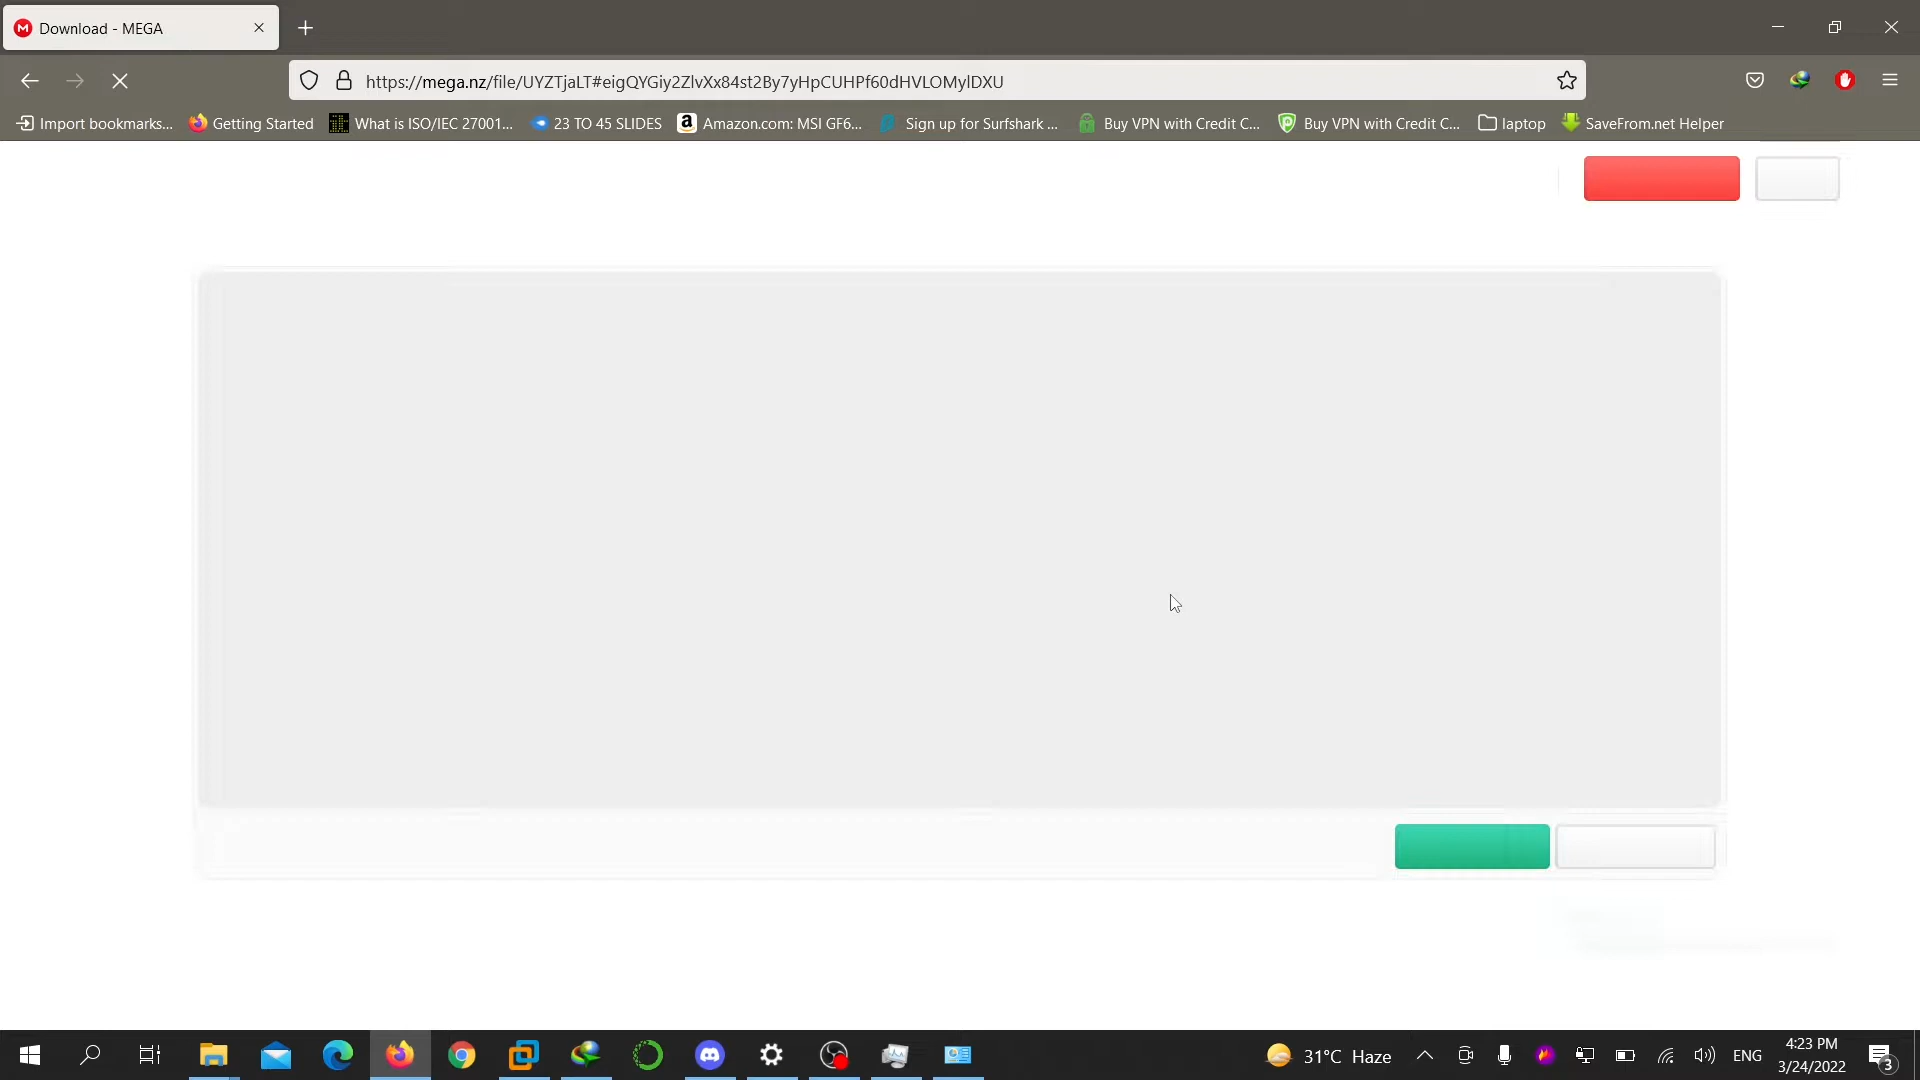 Download - MEGA
https://mega.nz/file/UYZTjaLT#eigQYGiy2ZlvXx84st2By7yHpCUHPf60dHVLOMylDXU
Import bookmarks... Getting Started What is ISO/IEC 27001... 23 TO 45 SLIDES Amazon.com: MSI GF6... Sign up for Surfshark ... Buy VPN with Credit C... Buy VPN with Credit C... laptop SaveFrom.net Helper
31°C Haze ENG 4:23 PM
3/24/2022 3